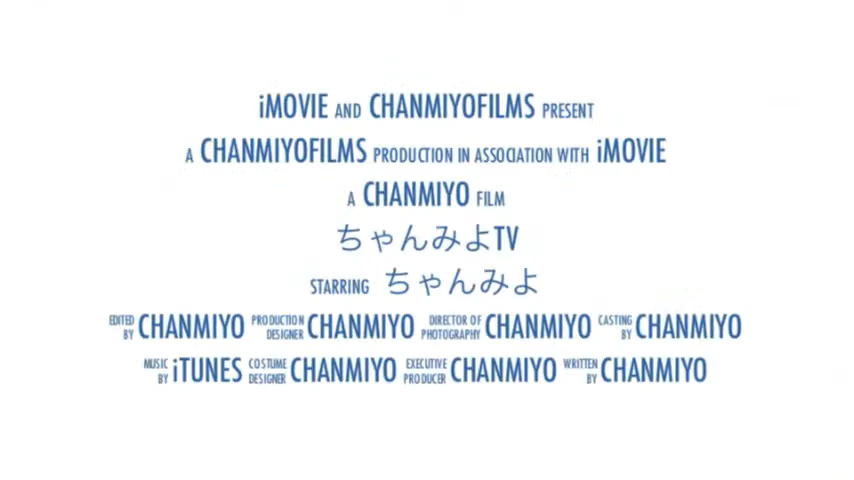 iMOVIE AND CHANMIYOFILMS PRESENT
A CHANMIYOFILMS PRODUCTION IN ASSOCIATION WITH iMOVIE
A CHANMIYO FILM
ちゃんみよTV
STARRING ちゃんみよ
EDITED BY CHANMIYO PRODUCTION DESIGNER CHANMIYO DIRECTOR OF PHOTOGRAPHY CHANMIYO CASTING BY CHANMIYO
MUSIC BY iTUNES COSTUME DESIGNER CHANMIYO EXECUTIVE PRODUCER CHANMIYO WRITTEN BY CHANMIYO